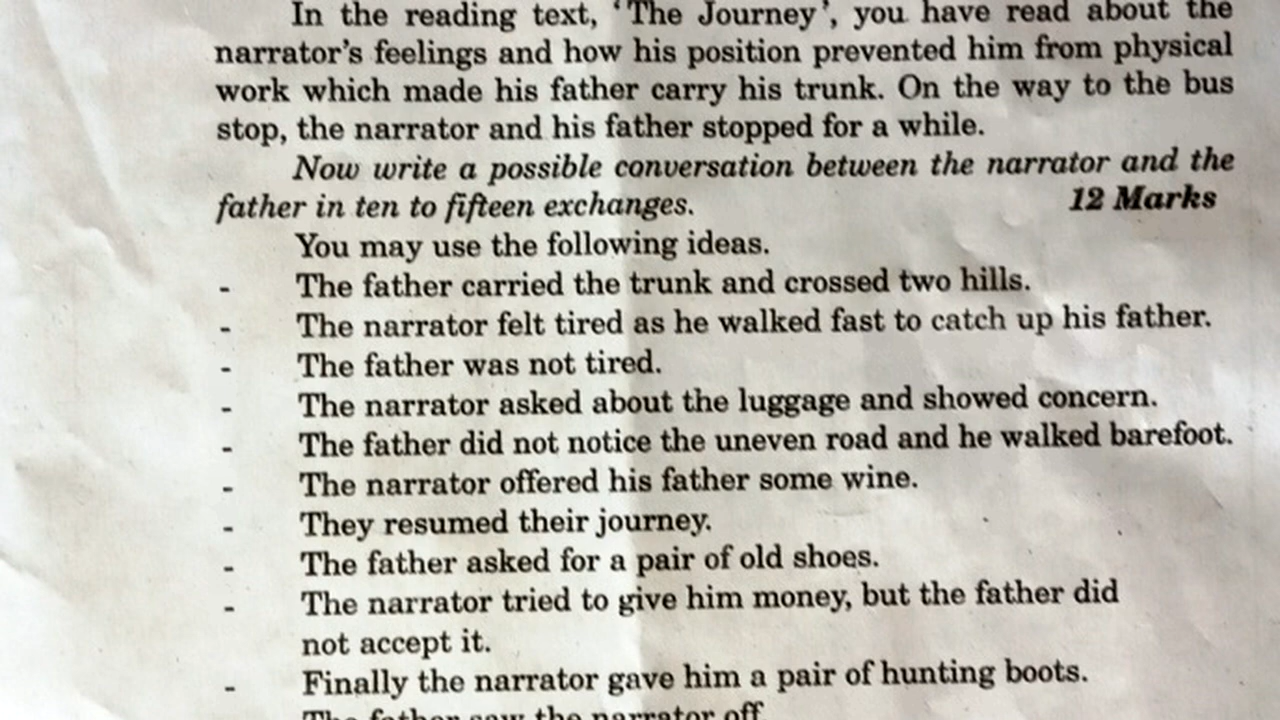 In the reading text, 'The Journey', you have read about the
narrator's feelings and how his position prevented him from physical
work which made his father carry his trunk. On the way to the bus
stop, the narrator and his father stopped for a while.
Now write a possible conversation between the narrator and the
father in ten to fifteen exchanges. 12 Marks
You may use the following ideas.
- The father carried the trunk and crossed two hills.
- The narrator felt tired as he walked fast to catch up his father.
- The father was not tired.
- The narrator asked about the luggage and showed concern.
- The father did not notice the uneven road and he walked barefoot.
- The narrator offered his father some wine.
- They resumed their journey.
- The father asked for a pair of old shoes.
- The narrator tried to give him money, but the father did
not accept it.
- Finally the narrator gave him a pair of hunting boots.
The father saw the narrator off